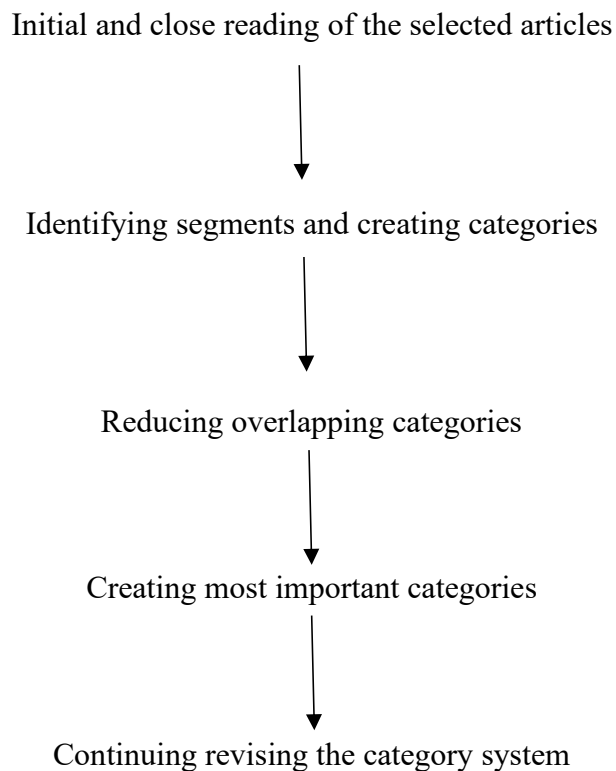 Initial and close reading of the selected articles
Identifying segments and creating categories
Reducing overlapping categories
Creating most important categories
Continuing revising the category system